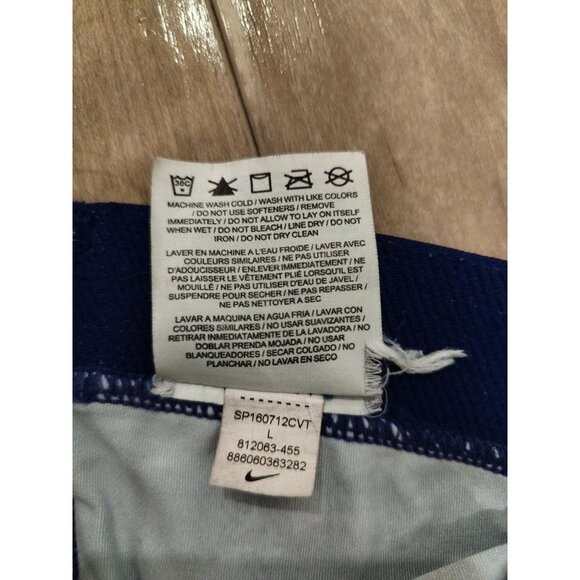 30C
MACHINE WASH COLD / WASH WITH LIKE COLORS
/ DO NOT USE SOFTENERS / REMOVE
IMMEDIATELY / DO NOT ALLOW TO LAY ON ITSELF
WHEN WET / DO NOT BLEACH / LINE DRY / DO NOT
IRON / DO NOT DRY CLEAN
LAVER EN MACHINE A L'EAU FROIDE / LAVER AVEC
COULEURS SIMILAIRES / NE PAS UTILISER
D'ADOUCISSEUR / ENLEVER IMMEDIATEMENT / NE
PAS LAISSER LE VÊTEMENT PLIÉ LORSQU'IL EST
MOUILLÉ / NE PAS UTILISER D'EAU DE JAVEL /
SUSPENDRE POUR SECHER / NE PAS REPASSER /
NE PAS NETTOYER A SEC
LAVAR A MAQUINA EN AGUA FRIA / LAVAR CON
COLORES SIMILARES / NO USAR SUAVIZANTES /
RETIRAR IMMEDIATAMENTE DE LA LAVADORA / NO
DOBLAR PRENDA MOJADA / NO USAR
BLANQUEADORES / SECAR COLGANDO / NO
PLANCHAR / NO LAVAR EN SECO
SP160712CVT
L
812063-455
886060363282